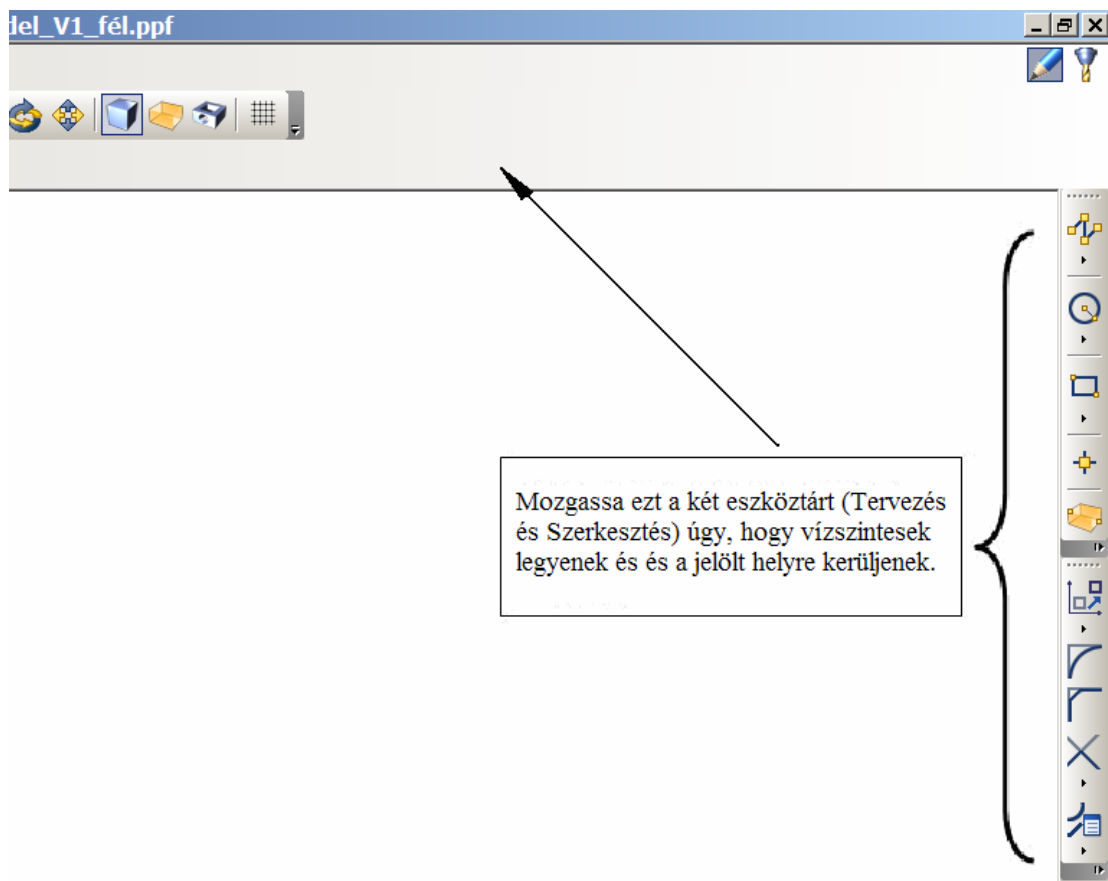 del_V1_fél.ppf
Mozgassa ezt a két eszköztárt (Tervezés
és Szerkesztés) úgy, hogy vízszintesek
legyenek és és a jelölt helyre kerüljenek.